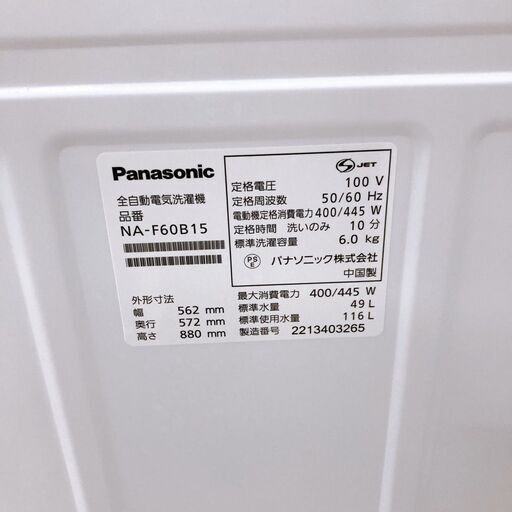 Panasonic
全自動電気洗濯機
品番
NA-F60B15
外形寸法
幅 562 mm
奥行 572 mm
高さ 880 mm
S JET
定格電圧 100 V
定格周波数 50/60 Hz
電動機定格消費電力 400/445 W
定格時間 洗いのみ 10 分
標準洗濯容量 6.0 kg
PS E パナソニック株式会社
中国製
最大消費電力 400/445 W
標準水量 49 L
標準使用水量 116 L
製造番号 2213403265